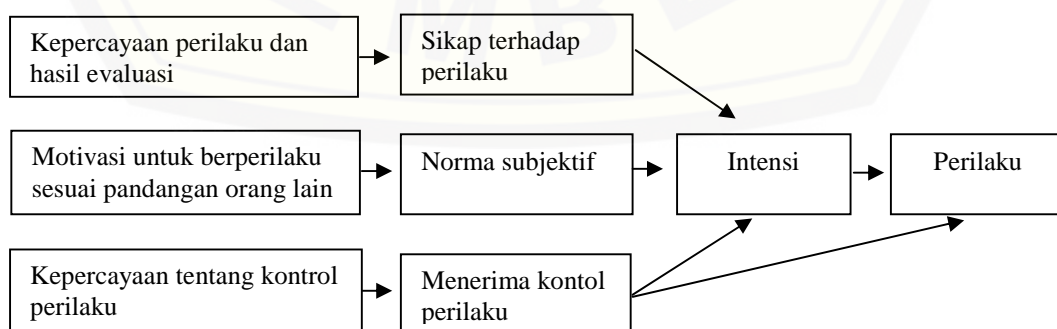 Kepercayaan perilaku dan
hasil evaluasi
Sikap terhadap
perilaku
Motivasi untuk berperilaku
sesuai pandangan orang lain
Norma subjektif
Intensi
Perilaku
Kepercayaan tentang kontrol
perilaku
Menerima kontol
perilaku